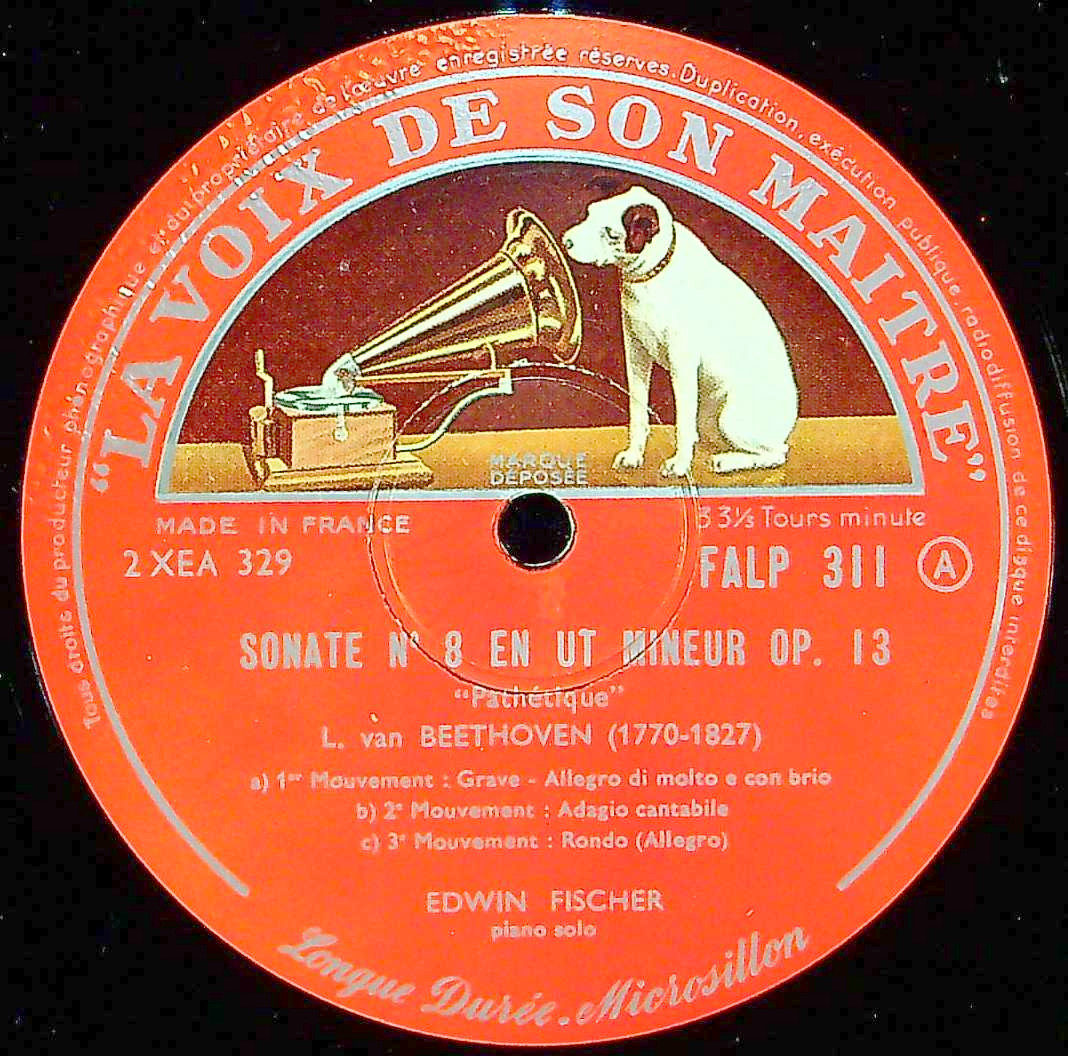 Tous droits du producteur phonographique et du propriétaire de l'œuvre enregistrée réservés. Duplication, exécution publique, radiodiffusion de ce disque interdites
“LA VOIX DE SON MAITRE”
MARQUE
DÉPOSÉE
MADE IN FRANCE
33⅓ Tours minute
2 XEA 329
FALP 311 A
SONATE N° 8 EN UT MINEUR OP. 13
“Pathétique”
L. van BEETHOVEN (1770-1827)
a) 1er Mouvement : Grave - Allegro di molto e con brio
b) 2e Mouvement : Adagio cantabile
c) 3e Mouvement : Rondo (Allegro)
EDWIN FISCHER
piano solo
Longue Durée - Microsillon